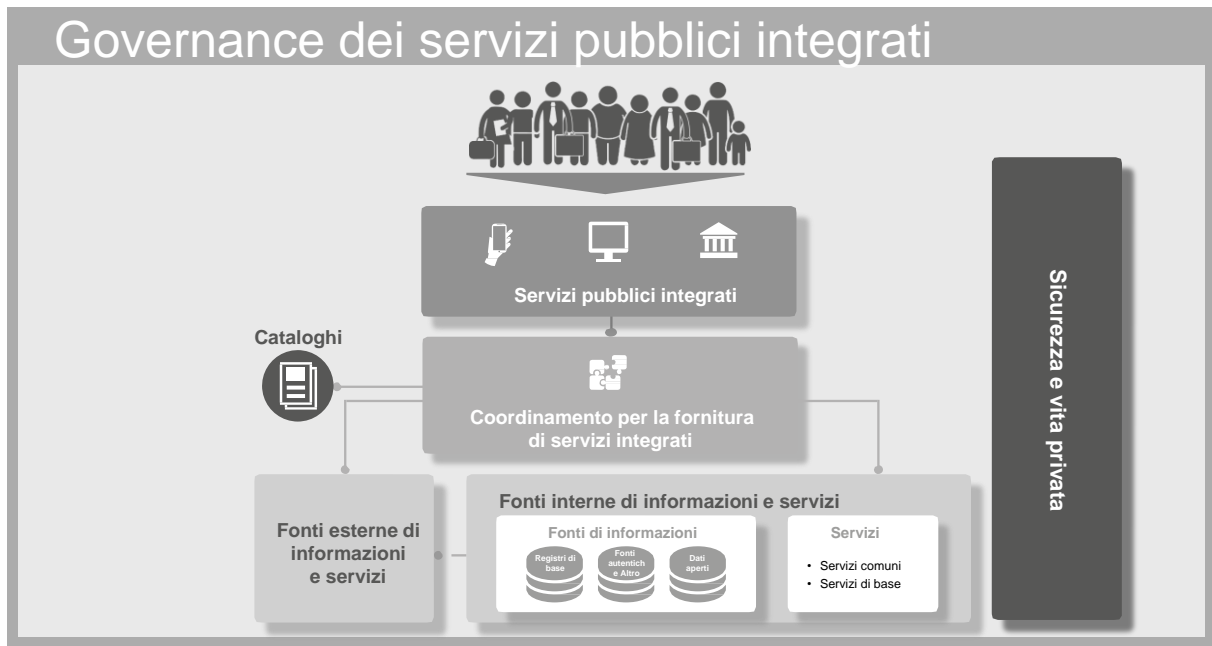 Governance dei servizi pubblici integrati
Servizi pubblici integrati
Cataloghi
Coordinamento per la fornitura
di servizi integrati
Fonti esterne di
informazioni
e servizi
Fonti interne di informazioni e servizi
Fonti di informazioni
Registri di
base
Fonti
autentich
e Altro
Dati
aperti
Servizi
• Servizi comuni
• Servizi di base
Sicurezza e vita privata